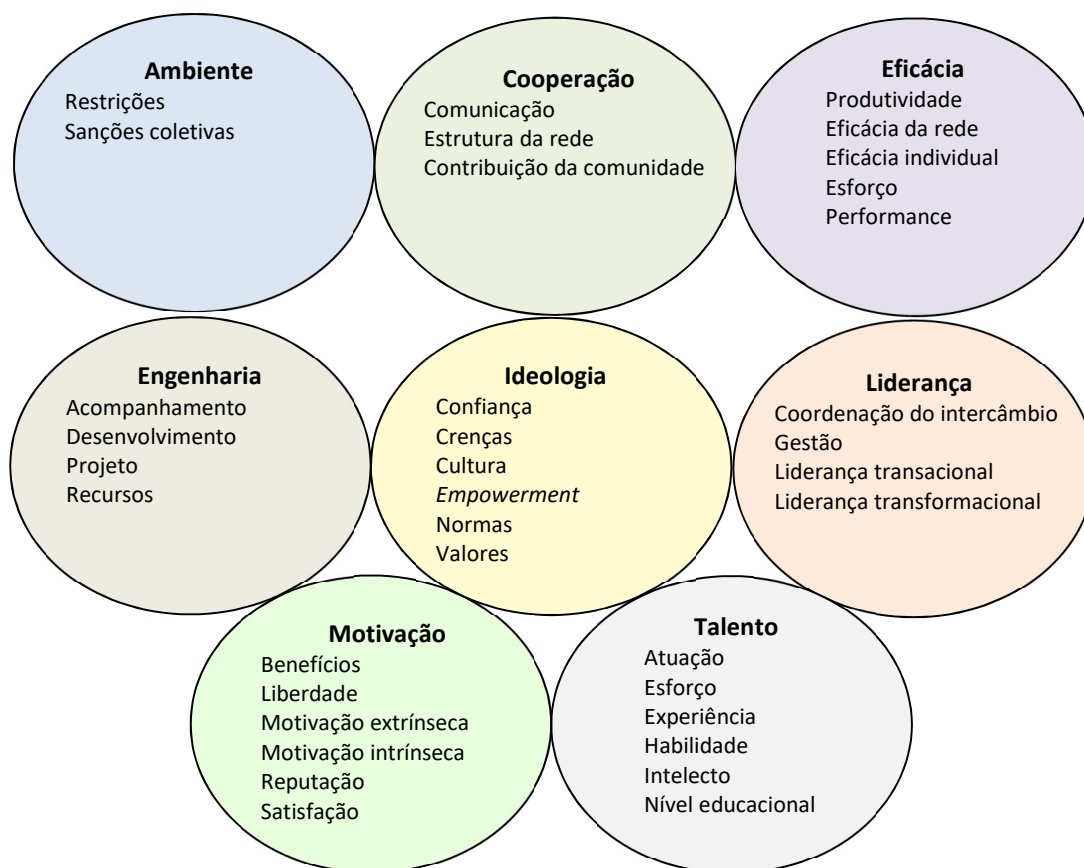 Ambiente
Restrições
Sanções coletivas
Cooperação
Comunicação
Estrutura da rede
Contribuição da comunidade
Eficácia
Produtividade
Eficácia da rede
Eficácia individual
Esforço
Performance
Engenharia
Acompanhamento
Desenvolvimento
Projeto
Recursos
Ideologia
Confiança
Crenças
Cultura
Empowerment
Normas
Valores
Liderança
Coordenação do intercâmbio
Gestão
Liderança transacional
Liderança transformacional
Motivação
Benefícios
Liberdade
Motivação extrínseca
Motivação intrínseca
Reputação
Satisfação
Talento
Atuação
Esforço
Experiência
Habilidade
Intelecto
Nível educacional